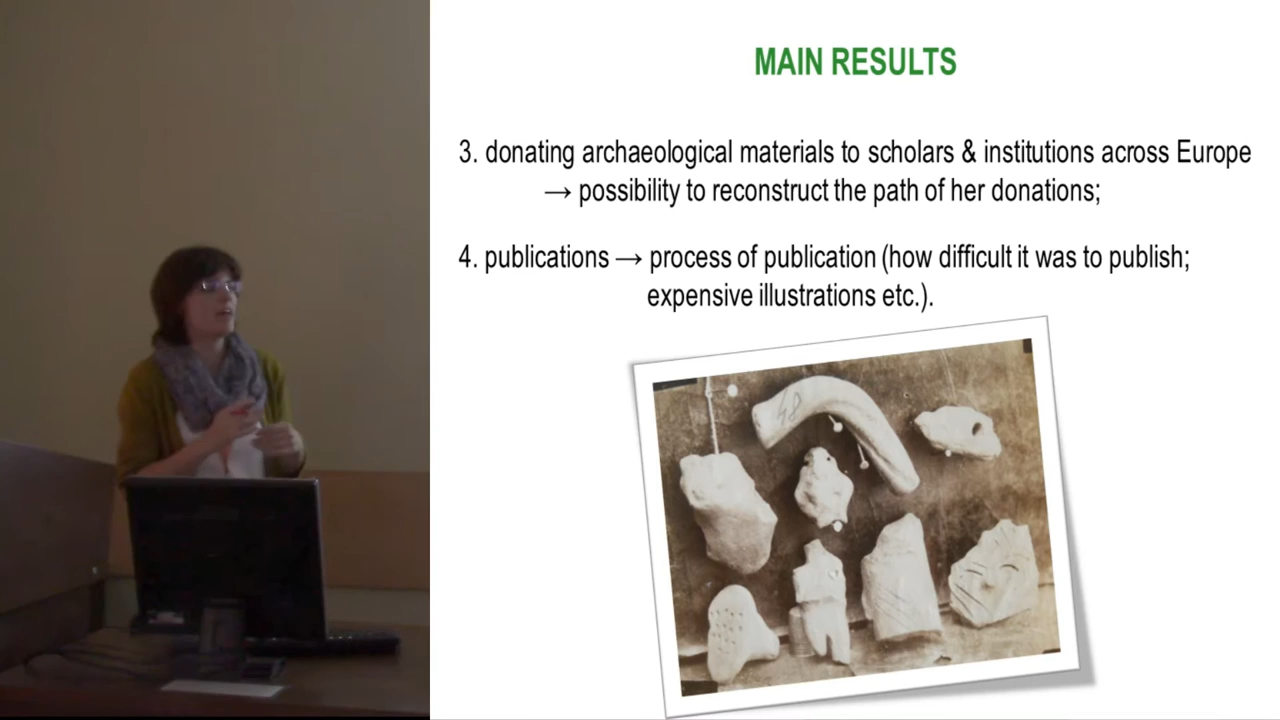 MAIN RESULTS
3. donating archaeological materials to scholars & institutions across Europe
→ possibility to reconstruct the path of her donations;
4. publications → process of publication (how difficult it was to publish;
expensive illustrations etc.).
48